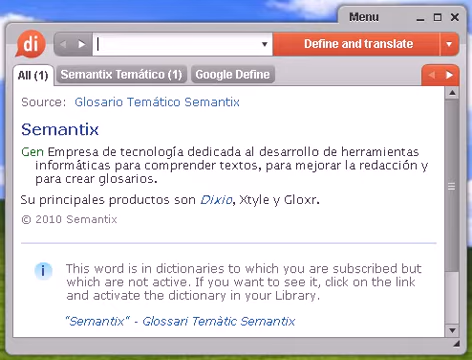 Menu
di
Define and translate
All (1)
Semantix Temático (1)
Google Define
Source: Glosario Temático Semantix
Semantix
Gen Empresa de tecnología dedicada al desarrollo de herramientas
informáticas para comprender textos, para mejorar la redacción y
para crear glosarios.
Su principales productos son Dixio, Xtyle y Gloxr.
© 2010 Semantix
i
This word is in dictionaries to which you are subscribed but
which are not active. If you want to see it, click on the link
and activate the dictionary in your Library.
"Semantix" - Glossari Temàtic Semantix